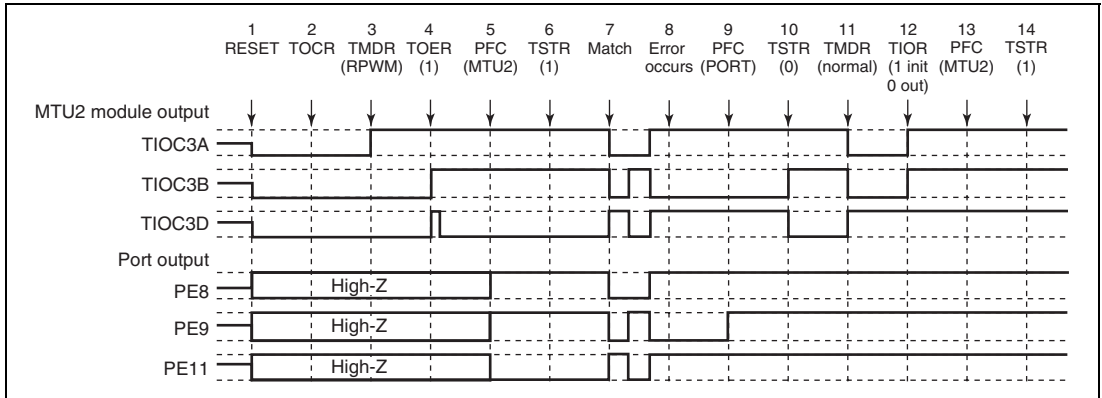 1 2 3 4 5 6 7 8 9 10 11 12 13 14
RESET TOCR TMDR TOER PFC TSTR Match Error PFC TSTR TMDR TIOR PFC TSTR
(RPWM) (1) (MTU2) (1) occurs (PORT) (0) (normal) (1 init (MTU2) (1)
0 out)
MTU2 module output
TIOC3A
TIOC3B
TIOC3D
Port output
PE8 High-Z
PE9 High-Z
PE11 High-Z